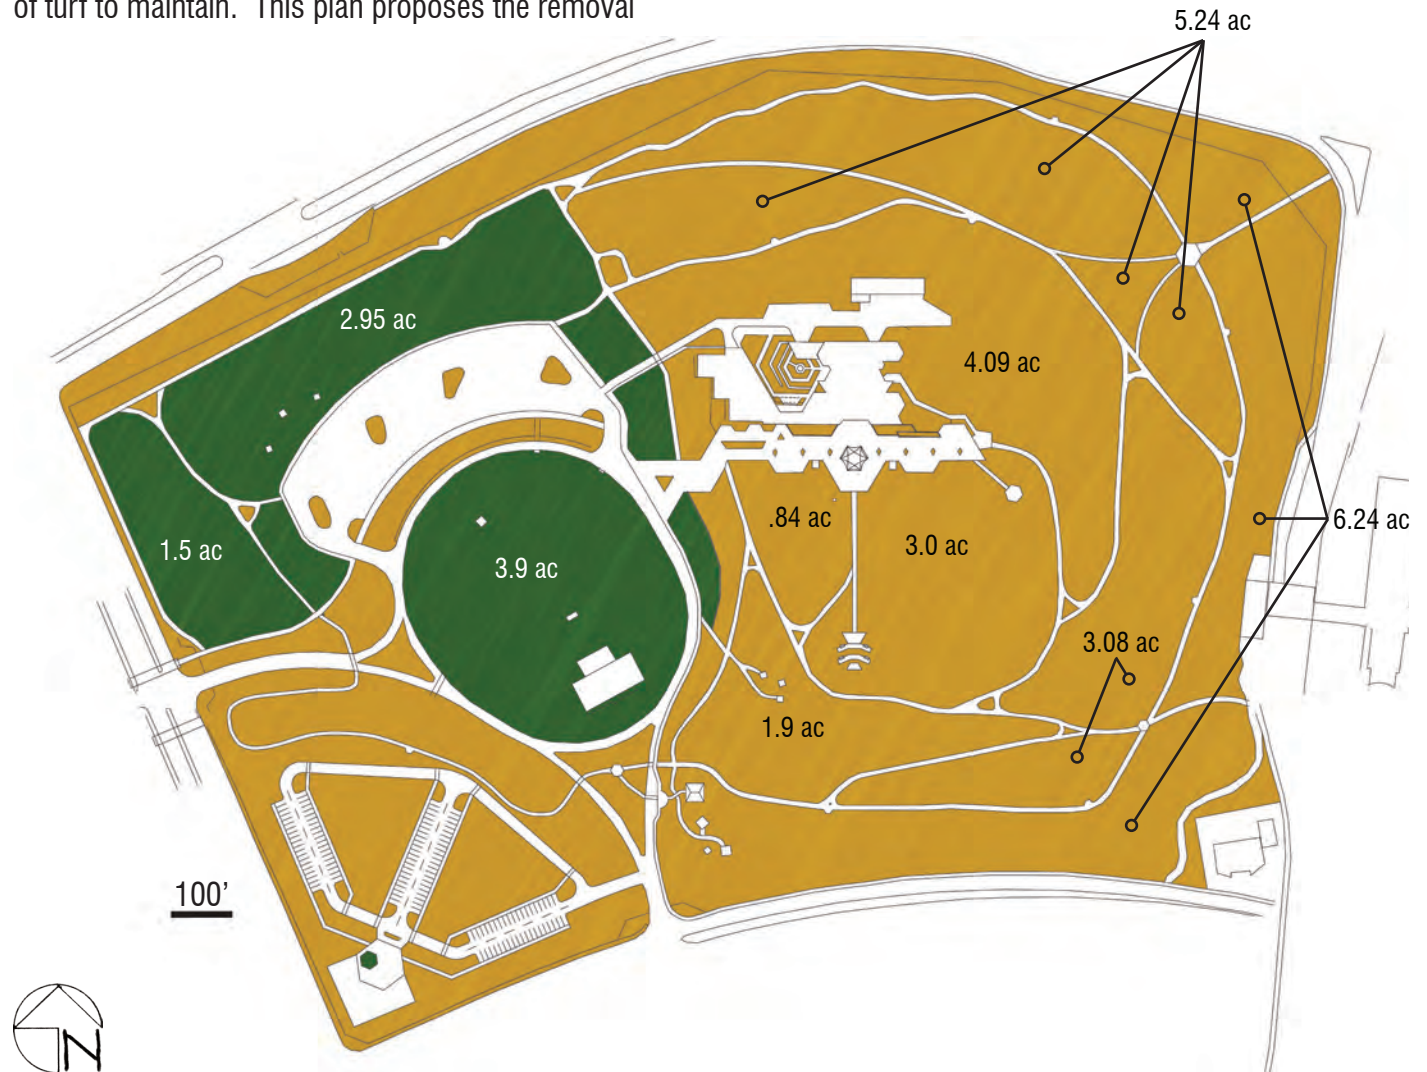 of turf to maintain.  This plan proposes the removal
5.24 ac
2.95 ac
4.09 ac
.84 ac
6.24 ac
3.0 ac
1.5 ac
3.9 ac
3.08 ac
1.9 ac
100'
N